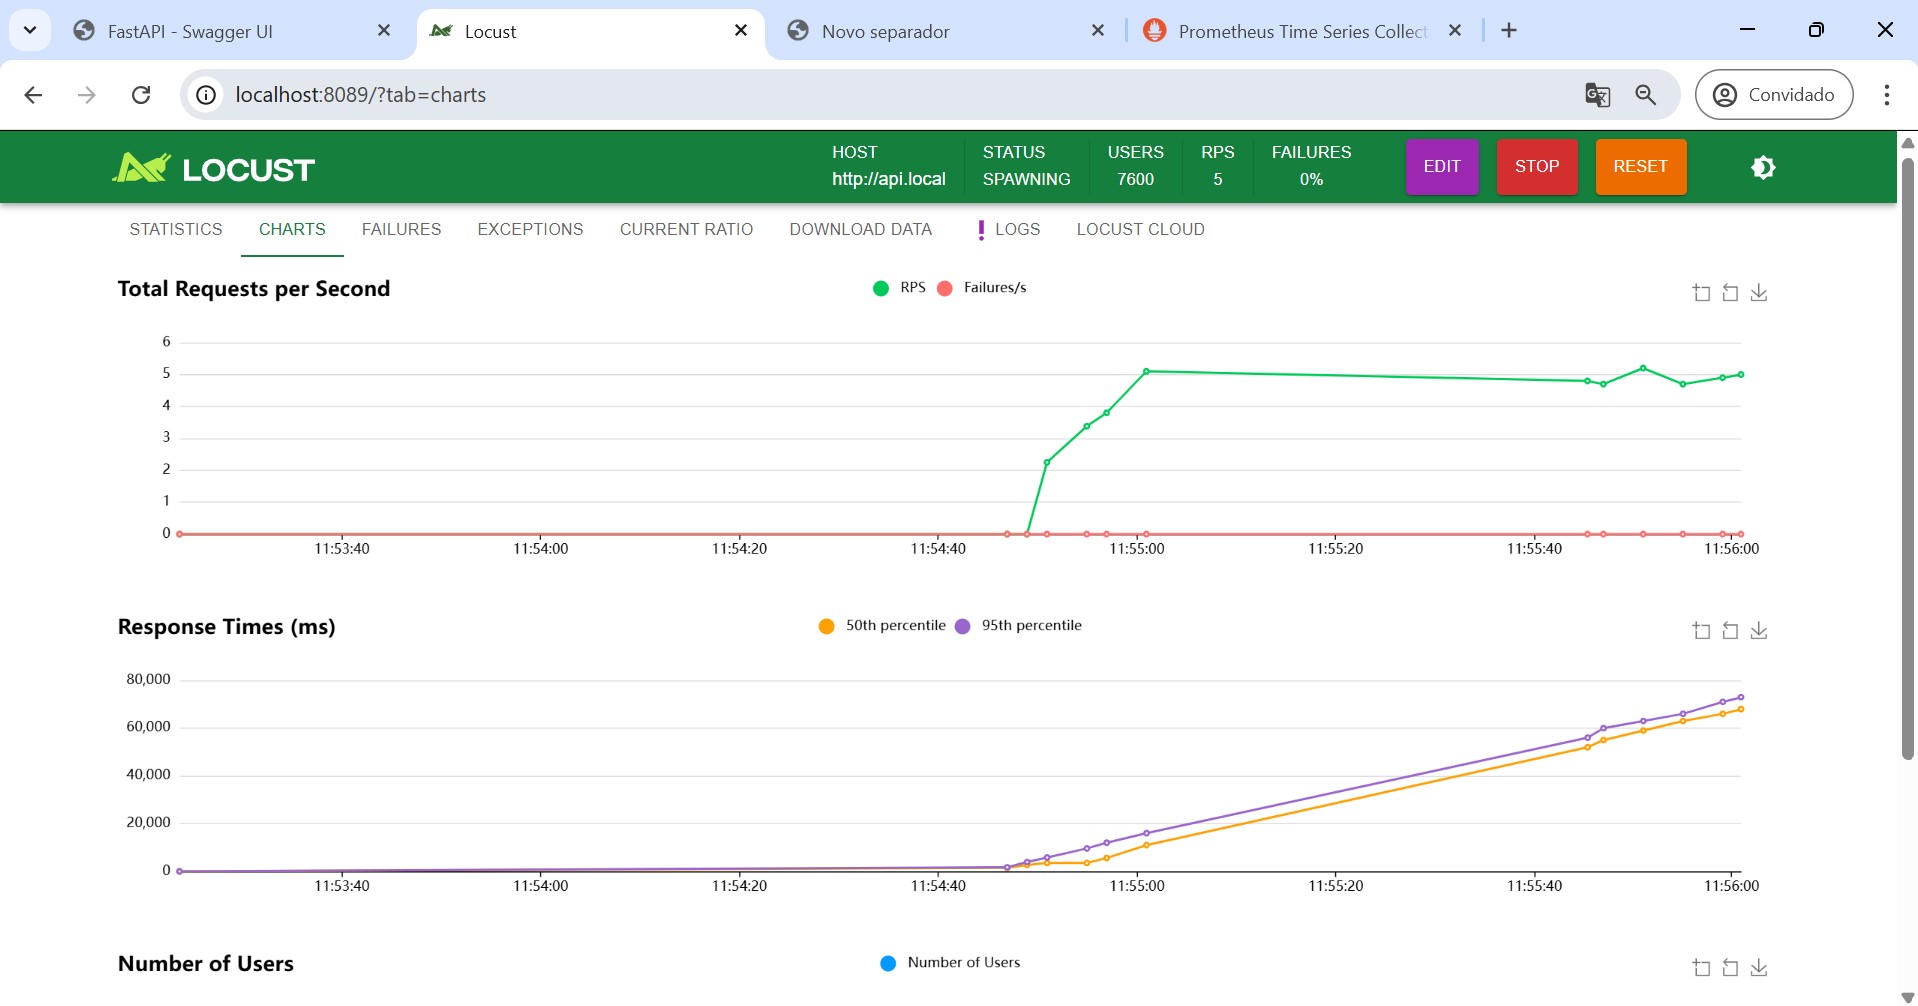 FastAPI - Swagger UI
Locust
Novo separador
Prometheus Time Series Collect
localhost:8089/?tab=charts
Convidado
LOCUST
HOST
http://api.local
STATUS
SPAWNING
USERS
7600
RPS
5
FAILURES
0%
EDIT
STOP
RESET
STATISTICS
CHARTS
FAILURES
EXCEPTIONS
CURRENT RATIO
DOWNLOAD DATA
! LOGS
LOCUST CLOUD
Total Requests per Second
RPS
Failures/s
6
5
4
3
2
1
0
11:53:40
11:54:00
11:54:20
11:54:40
11:55:00
11:55:20
11:55:40
11:56:00
Response Times (ms)
50th percentile
95th percentile
80,000
60,000
40,000
20,000
0
11:53:40
11:54:00
11:54:20
11:54:40
11:55:00
11:55:20
11:55:40
11:56:00
Number of Users
Number of Users